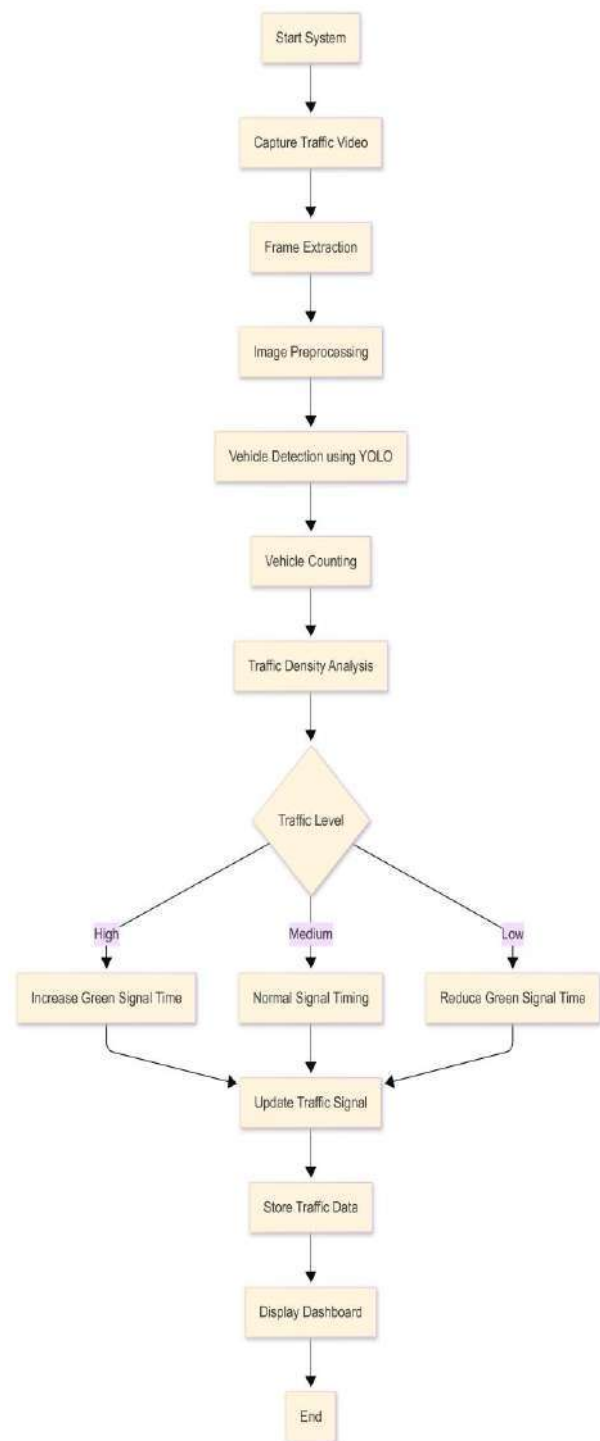 Start System
Capture Traffic Video
Frame Extraction
Image Preprocessing
Vehicle Detection using YOLO
Vehicle Counting
Traffic Density Analysis
Traffic Level
High
Medium
Low
Increase Green Signal Time
Normal Signal Timing
Reduce Green Signal Time
Update Traffic Signal
Store Traffic Data
Display Dashboard
End